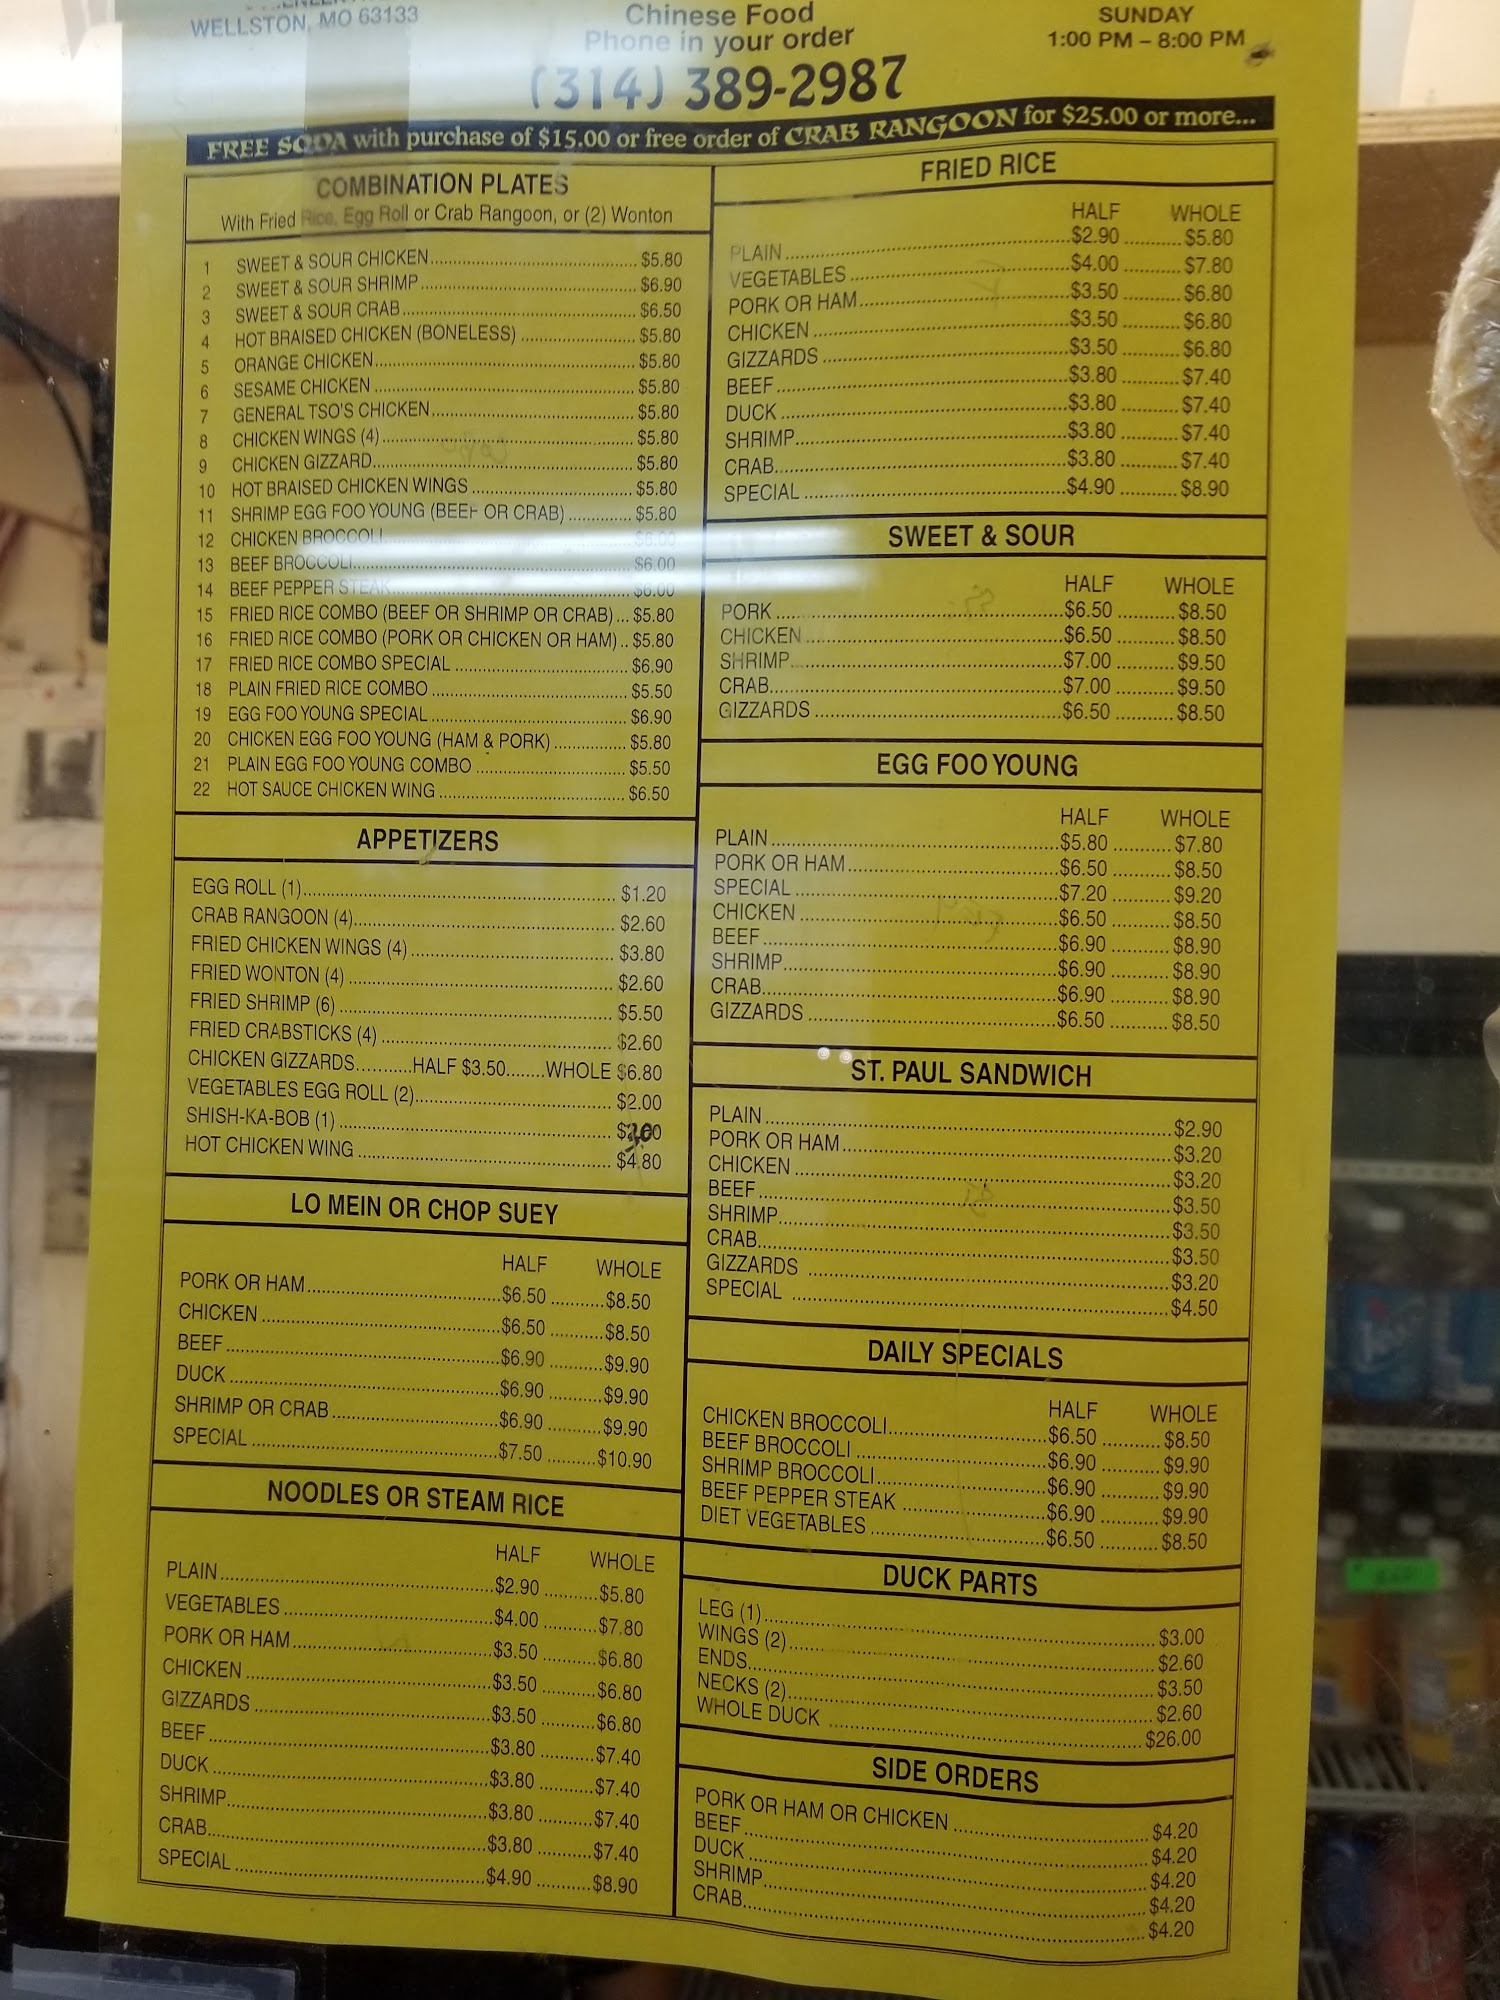 WELLSTON, MO 63133
Chinese Food
Phone in your order
(314) 389-2987
SUNDAY
1:00 PM – 8:00 PM
FREE SODA with purchase of $15.00 or free order of CRAB RANGOON for $25.00 or more...
COMBINATION PLATES
With Fried Rice, Egg Roll or Crab Rangoon, or (2) Wonton
1 SWEET & SOUR CHICKEN $5.80
2 SWEET & SOUR SHRIMP $6.90
3 SWEET & SOUR CRAB $6.50
4 HOT BRAISED CHICKEN (BONELESS) $5.80
5 ORANGE CHICKEN $5.80
6 SESAME CHICKEN $5.80
7 GENERAL TSO'S CHICKEN $5.80
8 CHICKEN WINGS (4) $5.80
9 CHICKEN GIZZARD $5.80
10 HOT BRAISED CHICKEN WINGS $5.80
11 SHRIMP EGG FOO YOUNG (BEEF OR CRAB) $5.80
12 CHICKEN BROCCOLI $6.00
13 BEEF BROCCOLI $6.00
14 BEEF PEPPER STEAK $6.00
15 FRIED RICE COMBO (BEEF OR SHRIMP OR CRAB) $5.80
16 FRIED RICE COMBO (PORK OR CHICKEN OR HAM) $5.80
17 FRIED RICE COMBO SPECIAL $6.90
18 PLAIN FRIED RICE COMBO $5.50
19 EGG FOO YOUNG SPECIAL $6.90
20 CHICKEN EGG FOO YOUNG (HAM & PORK) $5.80
21 PLAIN EGG FOO YOUNG COMBO $5.50
22 HOT SAUCE CHICKEN WING $6.50
APPETIZERS
EGG ROLL (1) $1.20
CRAB RANGOON (4) $2.60
FRIED CHICKEN WINGS (4) $3.80
FRIED WONTON (4) $2.60
FRIED SHRIMP (6) $5.50
FRIED CRABSTICKS (4) $2.60
CHICKEN GIZZARDS HALF $3.50 WHOLE $6.80
VEGETABLES EGG ROLL (2) $2.00
SHISH-KA-BOB (1)
HOT CHICKEN WING $4.80
LO MEIN OR CHOP SUEY
HALF WHOLE
PORK OR HAM $6.50 $8.50
CHICKEN $6.50 $8.50
BEEF $6.90 $9.90
DUCK $6.90 $9.90
SHRIMP OR CRAB $6.90 $9.90
SPECIAL $7.50 $10.90
NOODLES OR STEAM RICE
HALF WHOLE
PLAIN $2.90 $5.80
VEGETABLES $4.00 $7.80
PORK OR HAM $3.50 $6.80
CHICKEN $3.50 $6.80
GIZZARDS $3.50 $6.80
BEEF $3.80 $7.40
DUCK $3.80 $7.40
SHRIMP $3.80 $7.40
CRAB $3.80 $7.40
SPECIAL $4.90 $8.90
FRIED RICE
HALF WHOLE
PLAIN $2.90 $5.80
VEGETABLES $4.00 $7.80
PORK OR HAM $3.50 $6.80
CHICKEN $3.50 $6.80
GIZZARDS $3.50 $6.80
BEEF $3.80 $7.40
DUCK $3.80 $7.40
SHRIMP $3.80 $7.40
CRAB $3.80 $7.40
SPECIAL $4.90 $8.90
SWEET & SOUR
HALF WHOLE
PORK $6.50 $8.50
CHICKEN $6.50 $8.50
SHRIMP $7.00 $9.50
CRAB $7.00 $9.50
GIZZARDS $6.50 $8.50
EGG FOO YOUNG
HALF WHOLE
PLAIN $5.80 $7.80
PORK OR HAM $6.50 $8.50
SPECIAL $7.20 $9.20
CHICKEN $6.50 $8.50
BEEF $6.90 $8.90
SHRIMP $6.90 $8.90
CRAB $6.90 $8.90
GIZZARDS $6.50 $8.50
ST. PAUL SANDWICH
PLAIN $2.90
PORK OR HAM $3.20
CHICKEN $3.20
BEEF $3.50
SHRIMP $3.50
CRAB $3.50
GIZZARDS $3.20
SPECIAL $4.50
DAILY SPECIALS
HALF WHOLE
CHICKEN BROCCOLI $6.50 $8.50
BEEF BROCCOLI $6.90 $9.90
SHRIMP BROCCOLI $6.90 $9.90
BEEF PEPPER STEAK $6.90 $9.90
DIET VEGETABLES $6.50 $8.50
DUCK PARTS
LEG (1) $3.00
WINGS (2) $2.60
ENDS $3.50
NECKS (2) $2.60
WHOLE DUCK $26.00
SIDE ORDERS
PORK OR HAM OR CHICKEN $4.20
BEEF $4.20
DUCK $4.20
SHRIMP $4.20
CRAB $4.20